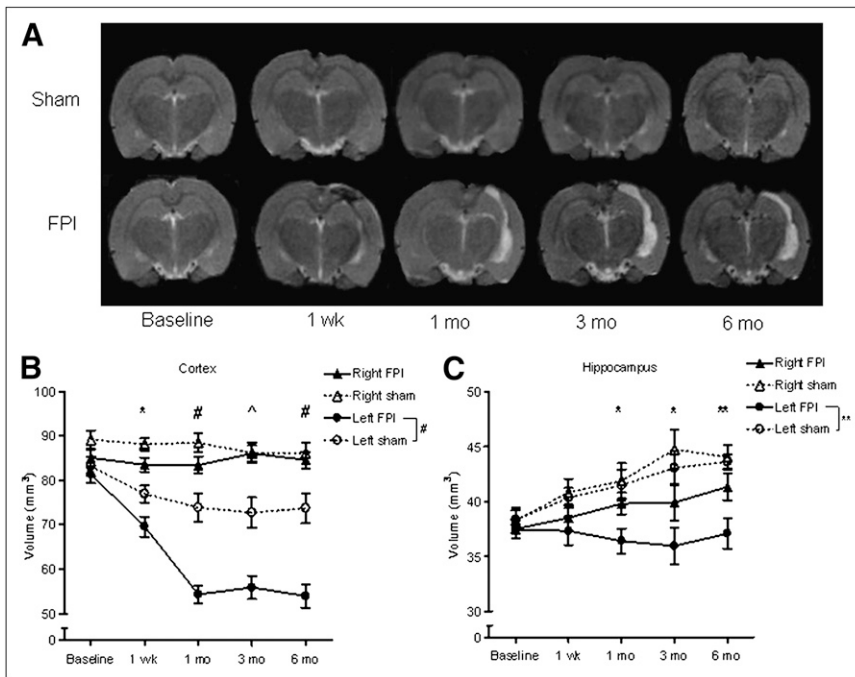 A
Sham
FPI
Baseline
1 wk
1 mo
3 mo
6 mo
B
Cortex
Right FPI
Right sham
Left FPI
Left sham
#
*
#
^
#
100
90
80
70
60
50
0
Volume (mm³)
Baseline
1 wk
1 mo
3 mo
6 mo
C
Hippocampus
Right FPI
Right sham
Left FPI
Left sham
**
*
*
**
50
45
40
35
30
0
Volume (mm³)
Baseline
1 wk
1 mo
3 mo
6 mo